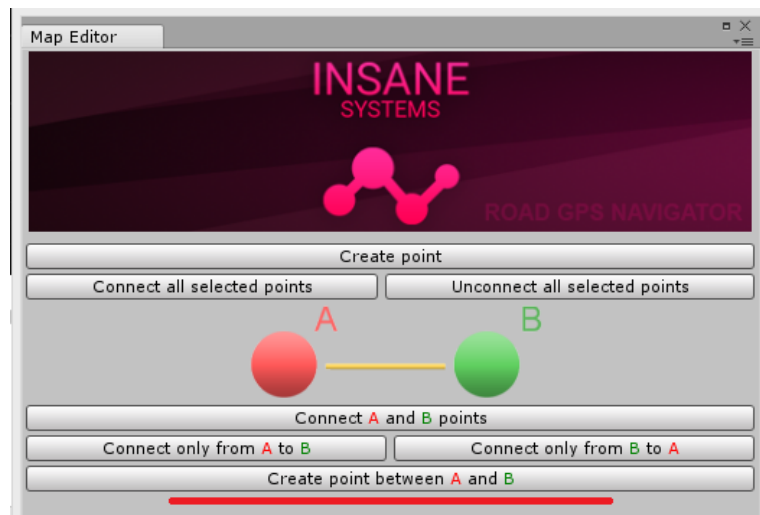 Map Editor
INSANE
SYSTEMS
ROAD GPS NAVIGATOR
Create point
Connect all selected points Unconnect all selected points
A B
Connect A and B points
Connect only from A to B Connect only from B to A
Create point between A and B